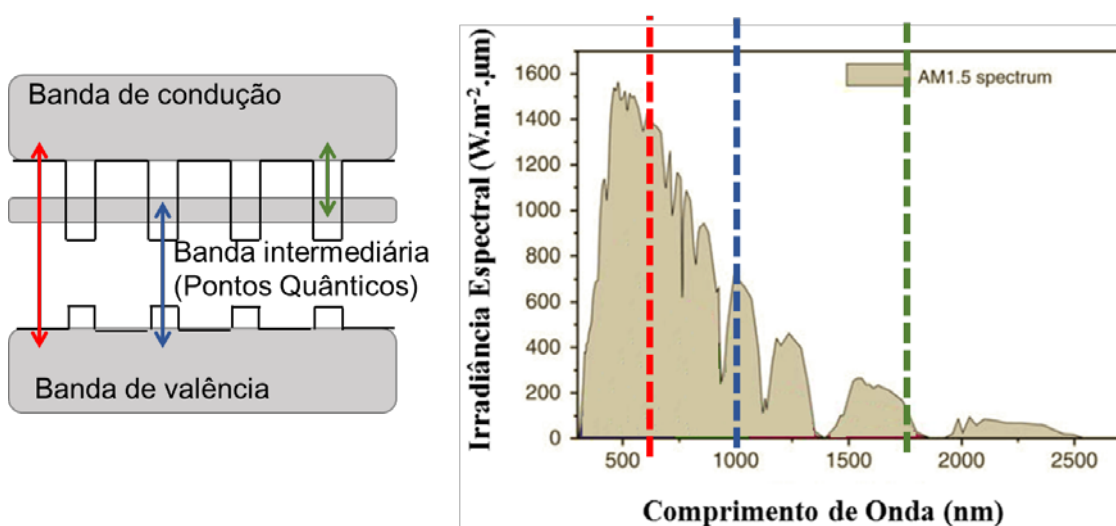 Banda de condução
Banda intermediária
(Pontos Quânticos)
Banda de valência
Irradiância Espectral (W.m⁻².µm)
1600
1400
1200
1000
800
600
400
200
0
AM1.5 spectrum
500
1000
1500
2000
2500
Comprimento de Onda (nm)